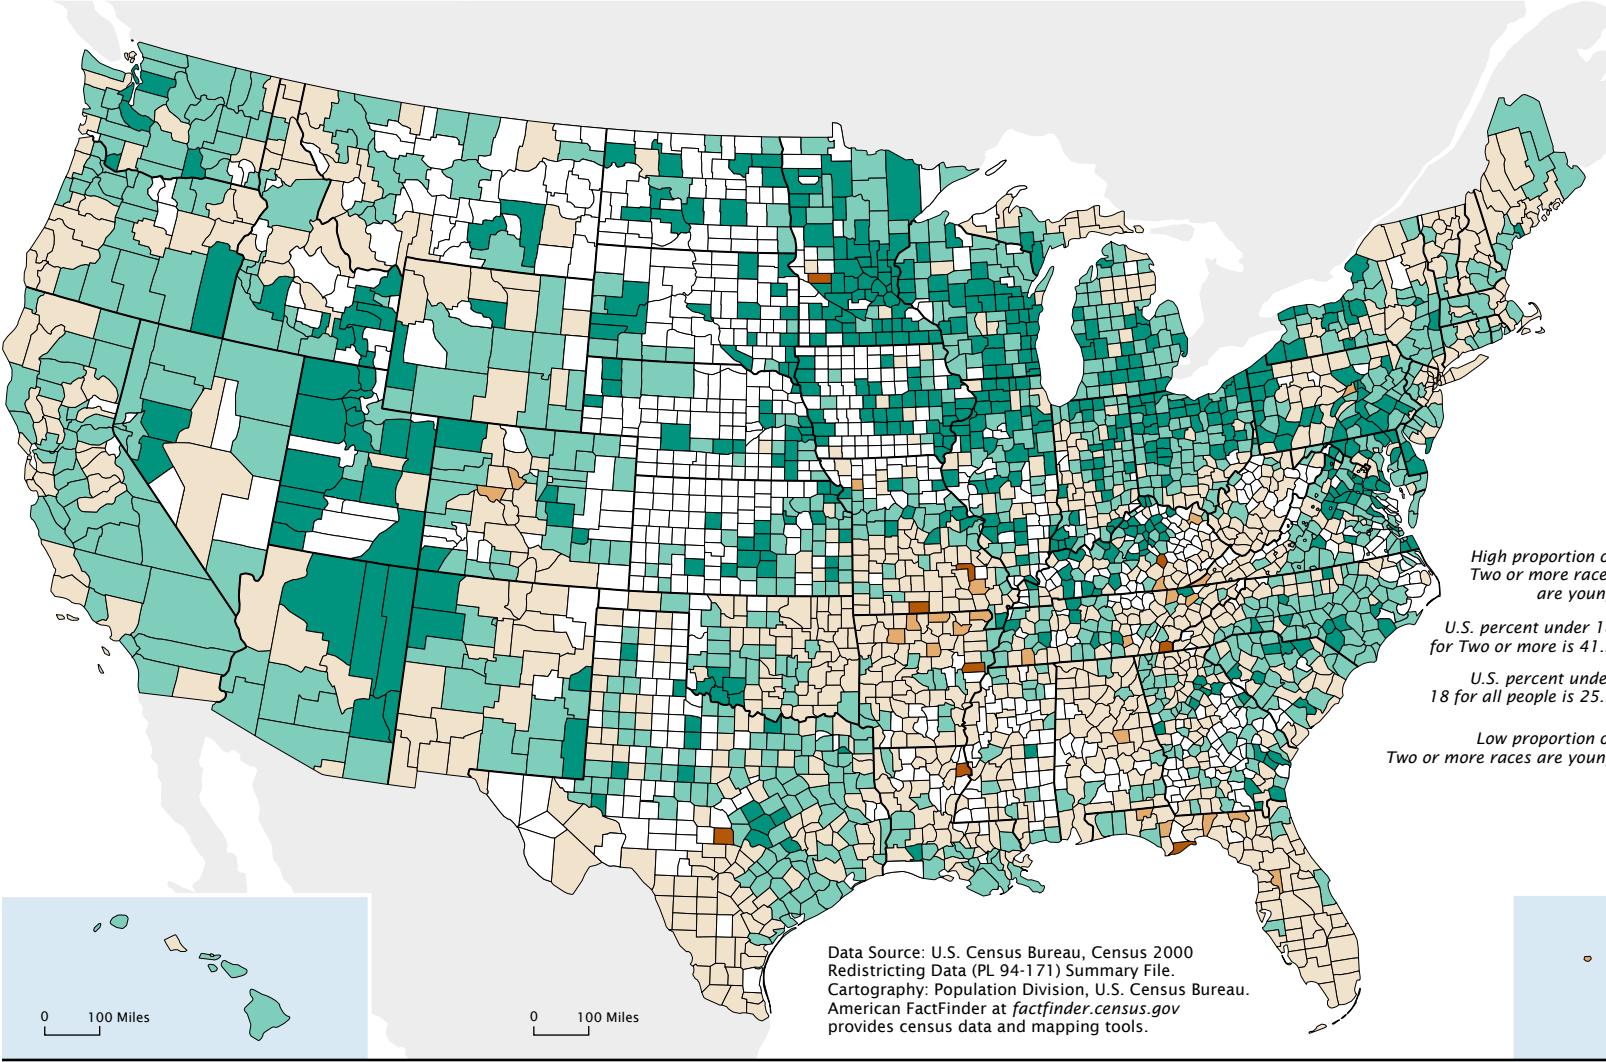 High proportion o
Two or more race
are youn
U.S. percent under 1
for Two or more is 41.
U.S. percent unde
18 for all people is 25.
Low proportion o
Two or more races are youn
Data Source: U.S. Census Bureau, Census 2000
Redistricting Data (PL 94-171) Summary File.
Cartography: Population Division, U.S. Census Bureau.
American FactFinder at factfinder.census.gov
provides census data and mapping tools.
0 100 Miles
0 100 Miles